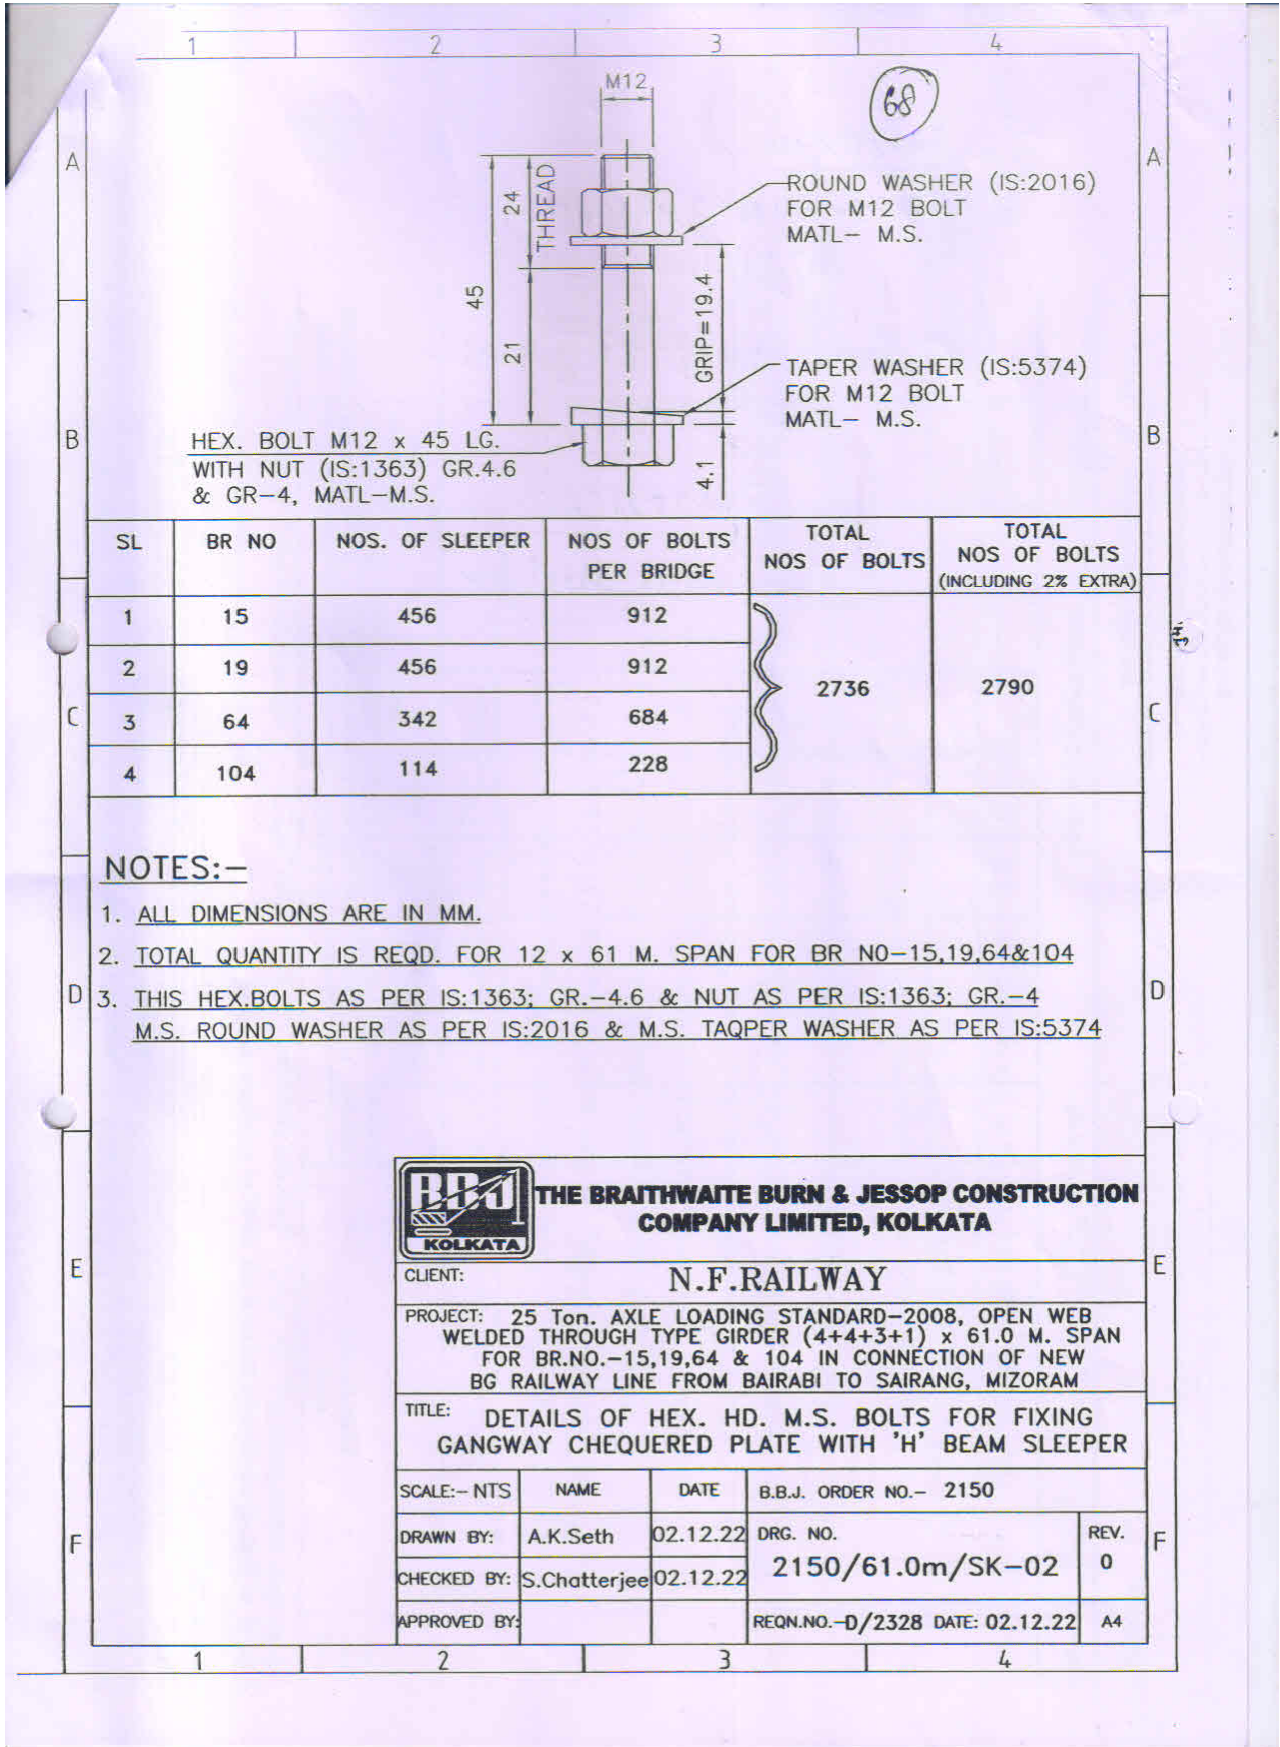 1 2 3 4
M12
68
A
A
ROUND WASHER (IS:2016)
FOR M12 BOLT
MATL- M.S.
24
THREAD
45
21
GRIP=19.4
TAPER WASHER (IS:5374)
FOR M12 BOLT
MATL- M.S.
4.1
B
B
HEX. BOLT M12 x 45 LG.
WITH NUT (IS:1363) GR.4.6
& GR-4, MATL-M.S.
SL BR NO NOS. OF SLEEPER NOS OF BOLTS PER BRIDGE TOTAL NOS OF BOLTS TOTAL NOS OF BOLTS (INCLUDING 2% EXTRA)
1 15 456 912
2 19 456 912
2736 2790
3 64 342 684
4 104 114 228
C
C
NOTES:-
1. ALL DIMENSIONS ARE IN MM.
2. TOTAL QUANTITY IS REQD. FOR 12 x 61 M. SPAN FOR BR NO-15,19,64&104
D
D
3. THIS HEX.BOLTS AS PER IS:1363; GR.-4.6 & NUT AS PER IS:1363; GR.-4
M.S. ROUND WASHER AS PER IS:2016 & M.S. TAQPER WASHER AS PER IS:5374
BBJ
KOLKATA
THE BRAITHWAITE BURN & JESSOP CONSTRUCTION
COMPANY LIMITED, KOLKATA
E
E
CLIENT: N.F.RAILWAY
PROJECT: 25 Ton. AXLE LOADING STANDARD-2008, OPEN WEB
WELDED THROUGH TYPE GIRDER (4+4+3+1) x 61.0 M. SPAN
FOR BR.NO.-15,19,64 & 104 IN CONNECTION OF NEW
BG RAILWAY LINE FROM BAIRABI TO SAIRANG, MIZORAM
TITLE: DETAILS OF HEX. HD. M.S. BOLTS FOR FIXING
GANGWAY CHEQUERED PLATE WITH 'H' BEAM SLEEPER
SCALE:- NTS NAME DATE B.B.J. ORDER NO.- 2150
DRAWN BY: A.K.Seth 02.12.22 DRG. NO. REV.
F
F
CHECKED BY: S.Chatterjee 02.12.22 2150/61.0m/SK-02 0
APPROVED BY: REQN.NO.-D/2328 DATE: 02.12.22 A4
1 2 3 4